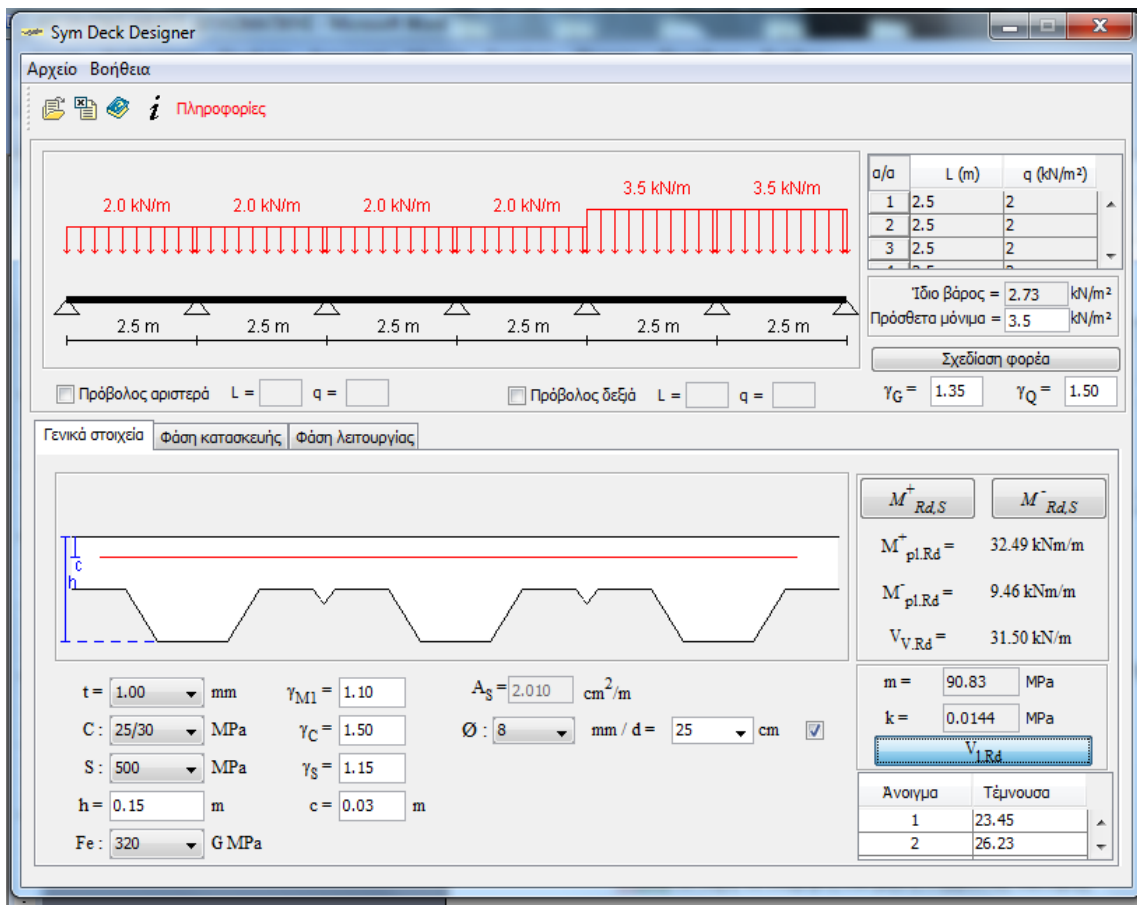 Sym Deck Designer
Αρχείο Βοήθεια
i Πληροφορίες
2.0 kN/m 2.0 kN/m 2.0 kN/m 2.0 kN/m 3.5 kN/m 3.5 kN/m
2.5 m 2.5 m 2.5 m 2.5 m 2.5 m 2.5 m
α/α L (m) q (kN/m²)
1 2.5 2
2 2.5 2
3 2.5 2
Ίδιο βάρος = 2.73 kN/m²
Πρόσθετα μόνιμα = 3.5 kN/m²
Σχεδίαση φορέα
Πρόβολος αριστερά L = q =
Πρόβολος δεξιά L = q =
γG = 1.35 γQ = 1.50
Γενικά στοιχεία Φάση κατασκευής Φάση λειτουργίας
c
h
M+Rd,S M-Rd,S
M+pl.Rd = 32.49 kNm/m
M-pl.Rd = 9.46 kNm/m
VV.Rd = 31.50 kN/m
t = 1.00 mm γM1 = 1.10 AS = 2.010 cm2/m
C : 25/30 MPa γC = 1.50 Ø : 8 mm / d = 25 cm
S : 500 MPa γS = 1.15
h = 0.15 m c = 0.03 m
Fe : 320 G MPa
m = 90.83 MPa
k = 0.0144 MPa
V1.Rd
Άνοιγμα Τέμνουσα
1 23.45
2 26.23